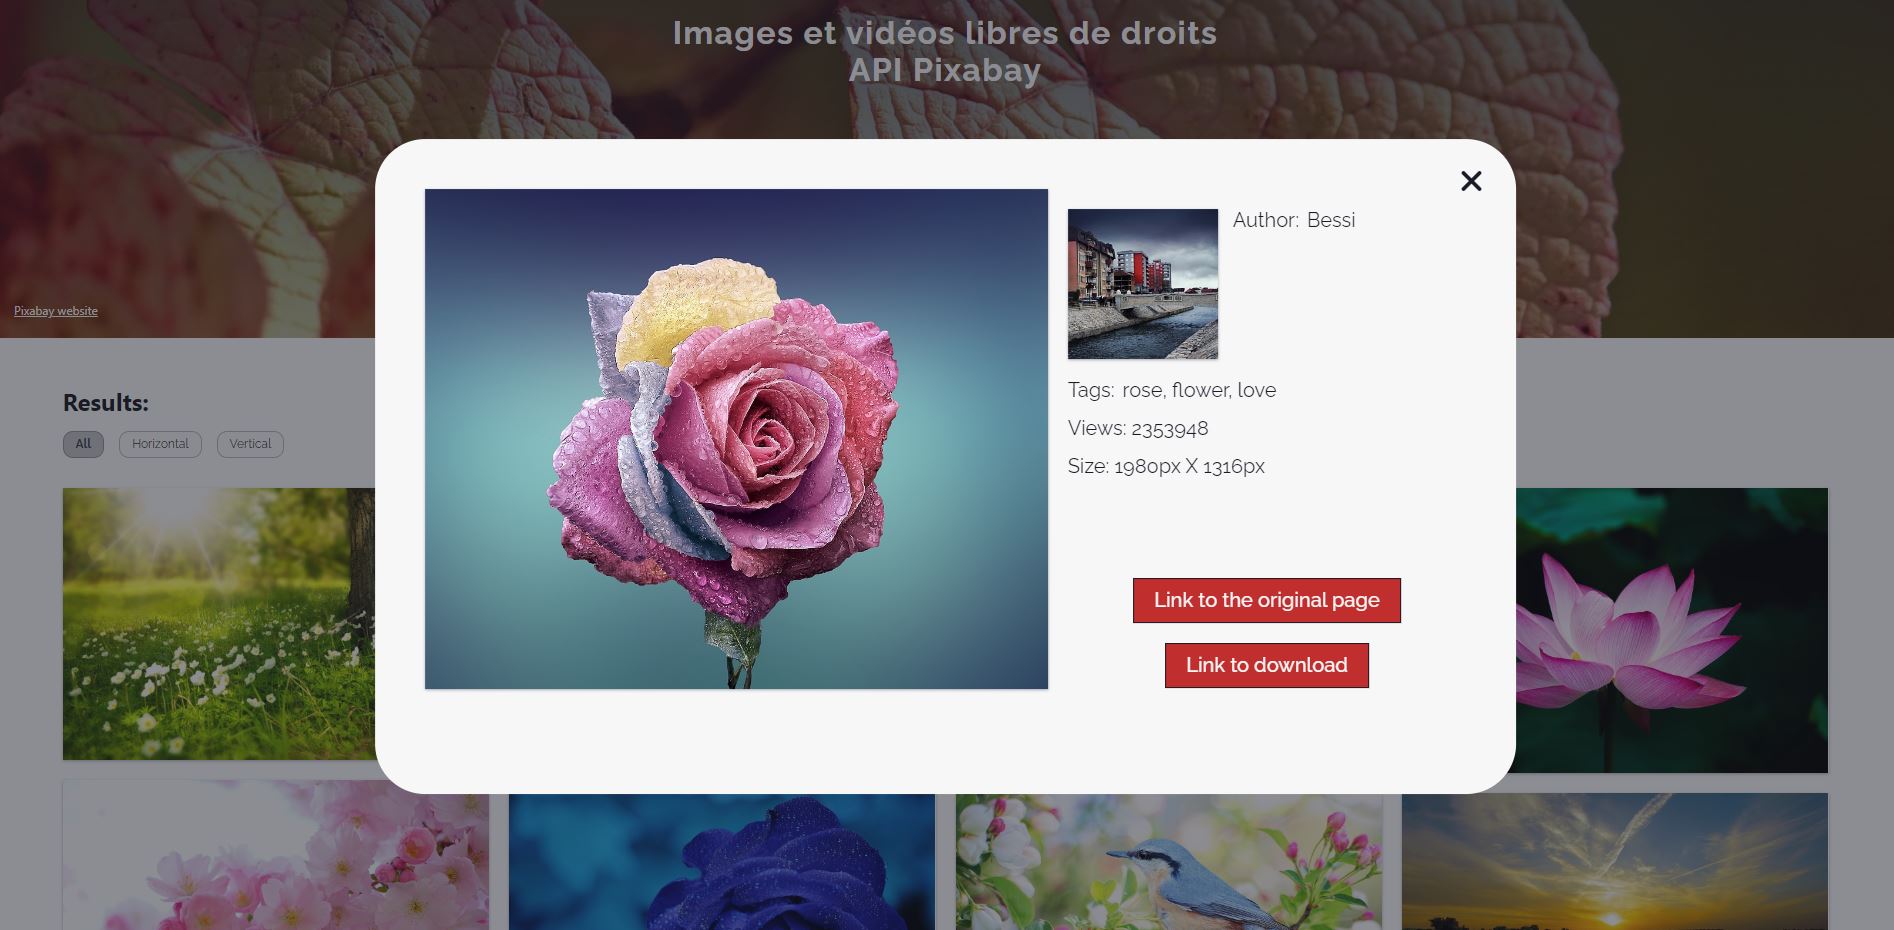 Images et vidéos libres de droits
API Pixabay
Pixabay website
Author: Bessi
Tags: rose, flower, love
Views: 2353948
Size: 1980px X 1316px
Link to the original page
Link to download
Results:
All
Horizontal
Vertical